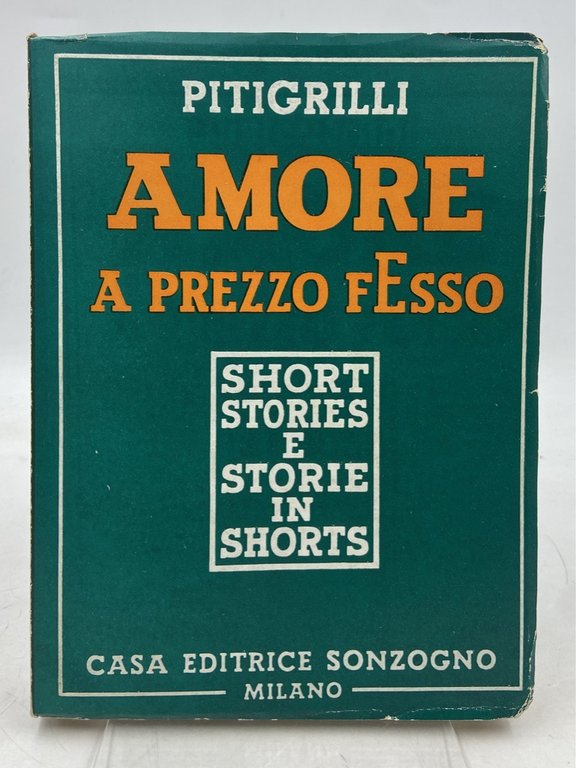 PITIGRILLI
AMORE
A PREZZO FESSO
SHORT
STORIES
E
STORIE
IN
SHORTS
CASA EDITRICE SONZOGNO
MILANO